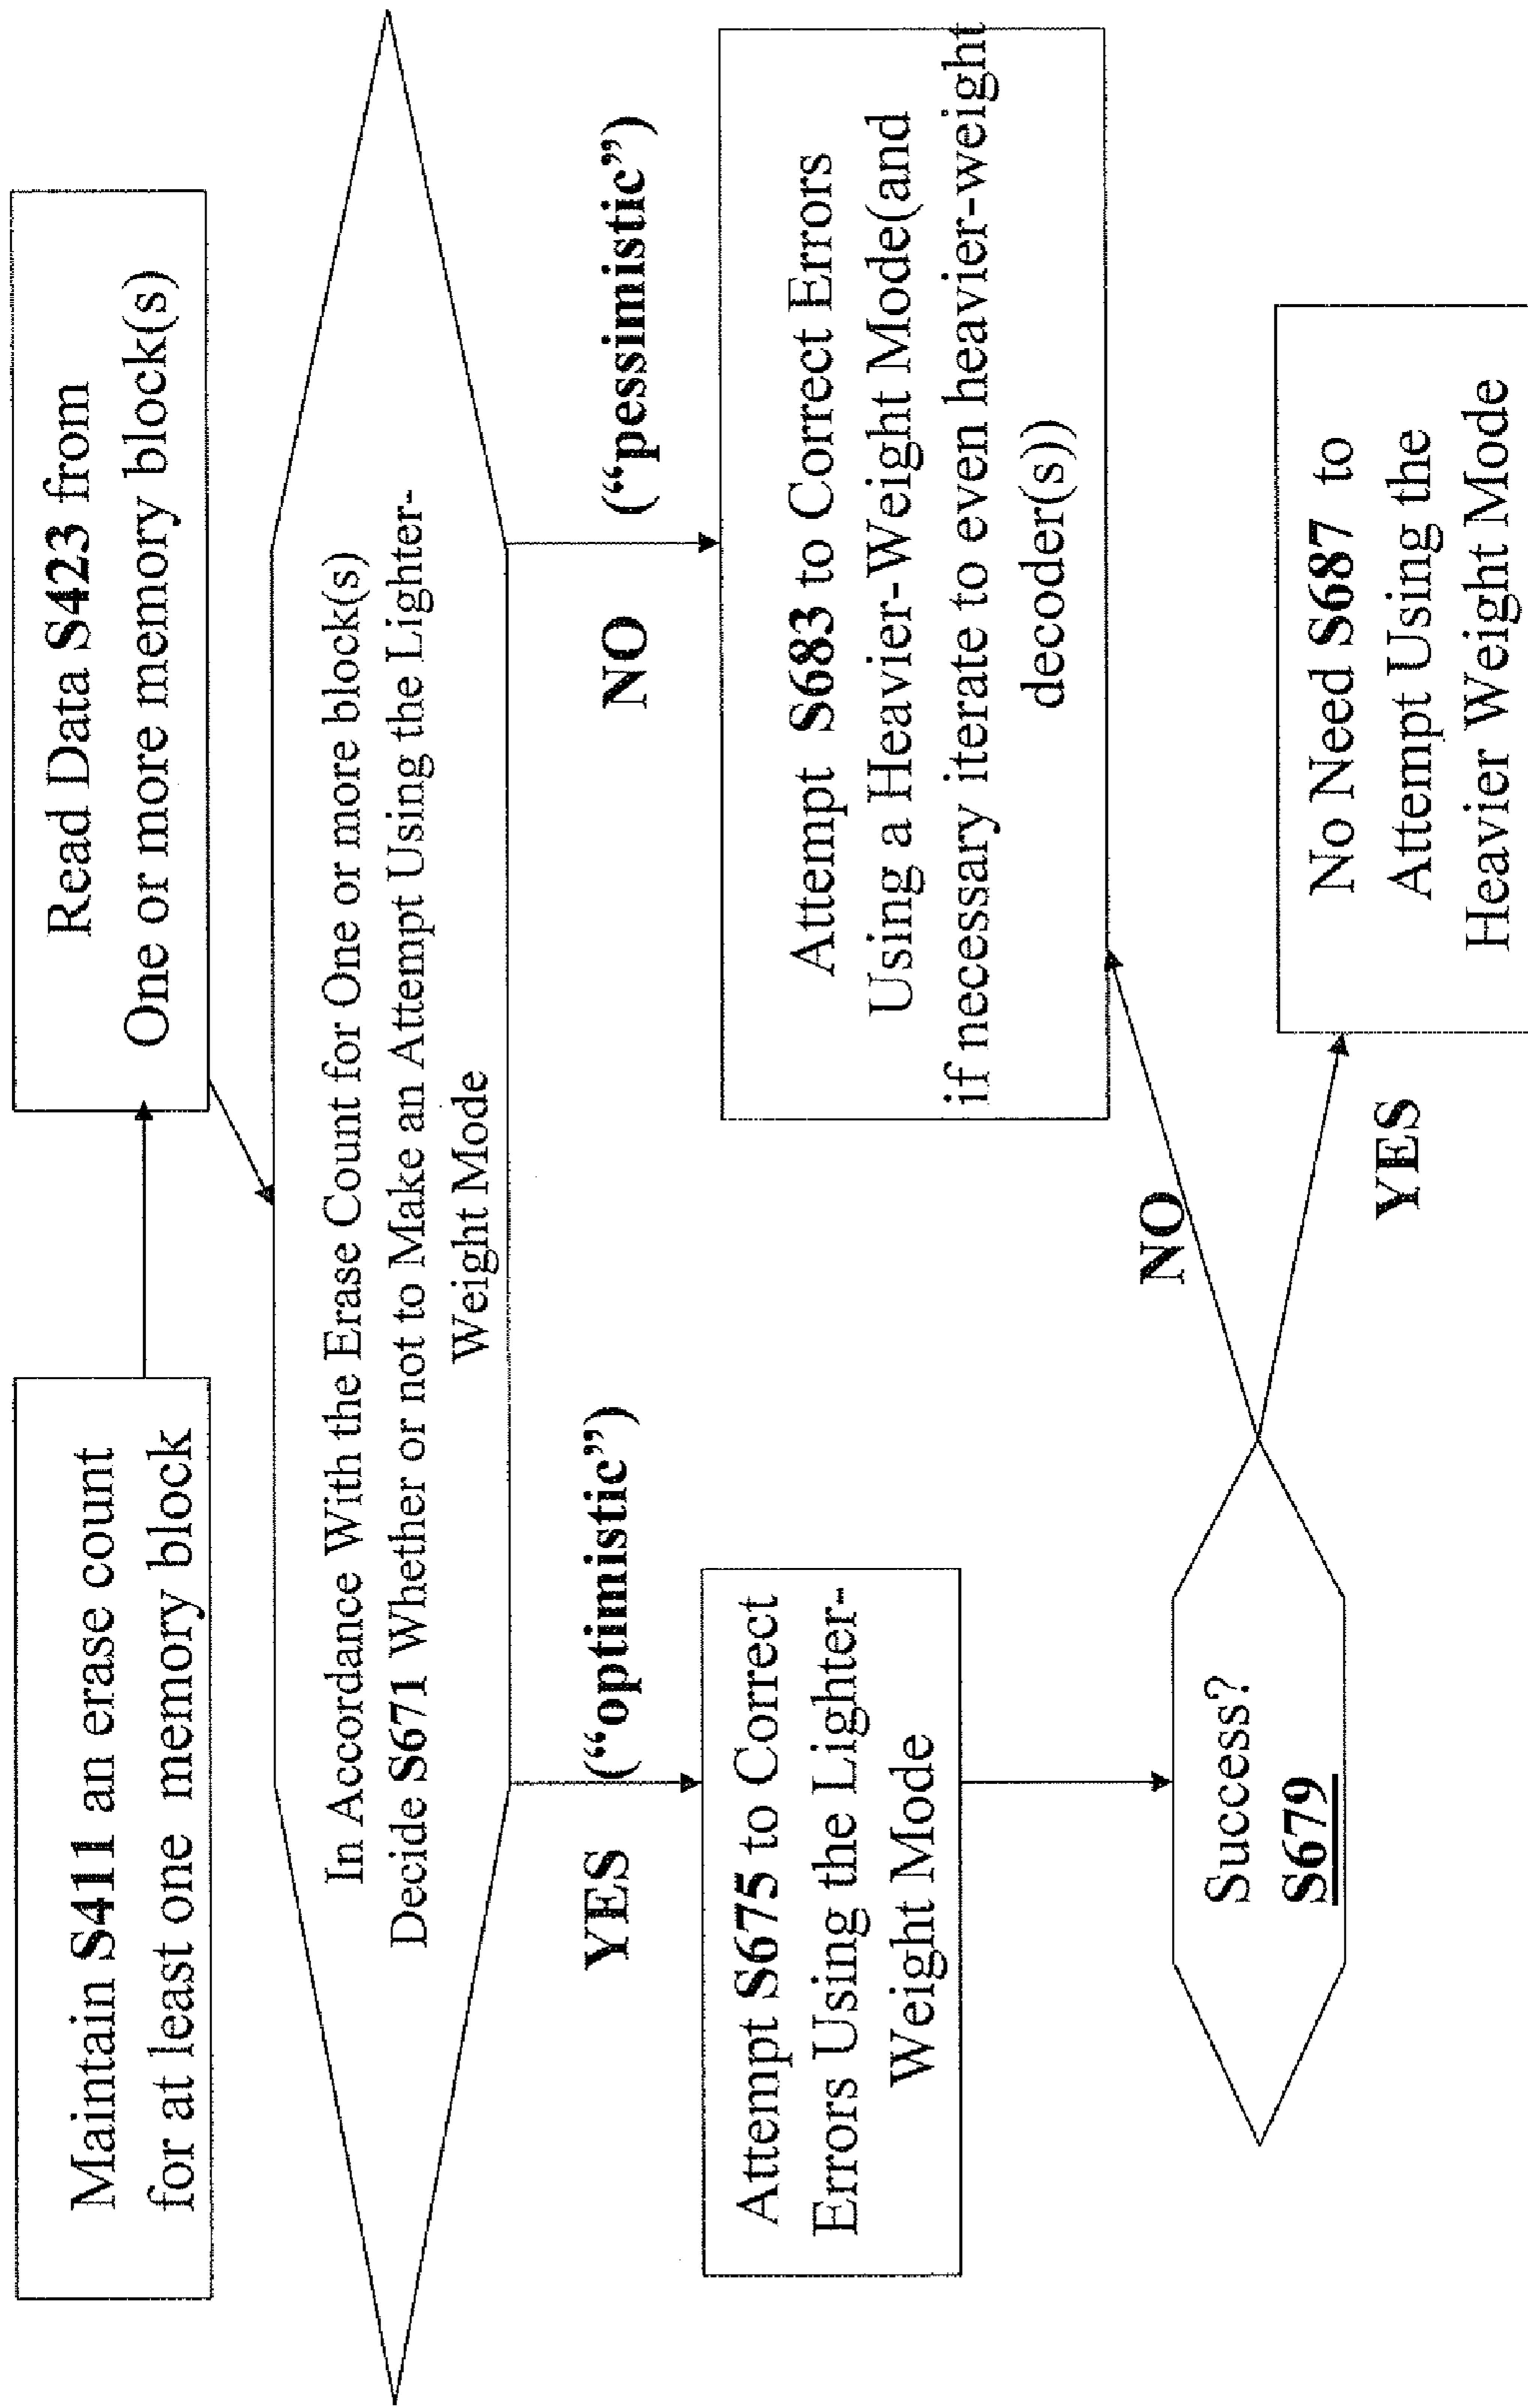 Maintain S411 an erase count
for at least one memory block
Read Data S423 from
One or more memory block(s)
In Accordance With the Erase Count for One or more block(s)
Decide S671 Whether or not to Make an Attempt Using the Lighter-
Weight Mode
YES
(“optimistic”)
NO
(“pessimistic”)
Attempt S675 to Correct
Errors Using the Lighter-
Weight Mode
Attempt S683 to Correct Errors
Using a Heavier-Weight Mode(and
if necessary iterate to even heavier-weight
decoder(s))
Success?
S679
NO
YES
No Need S687 to
Attempt Using the
Heavier Weight Mode